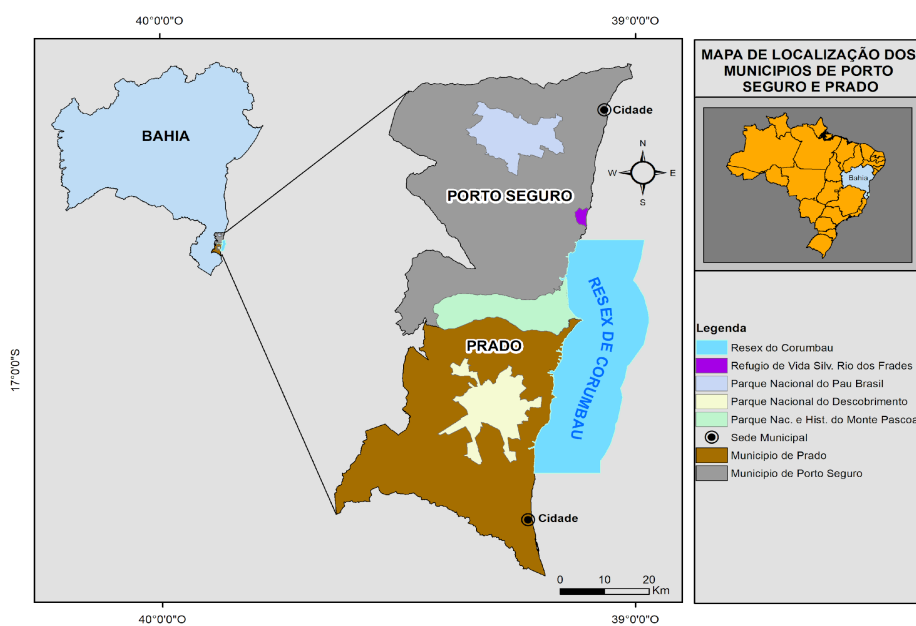 40°0'0"O
39°0'0"O
MAPA DE LOCALIZAÇÃO DOS
MUNICIPIOS DE PORTO
SEGURO E PRADO
BAHIA
Cidade
N
W
E
S
PORTO SEGURO
Bahia
RESEX DE CORUMBAU
PRADO
17°0'0"S
Cidade
0
10
20
Km
Legenda
Resex do Corumbau
Refugio de Vida Silv. Rio dos Frades
Parque Nacional do Pau Brasil
Parque Nacional do Descobrimento
Parque Nac. e Hist. do Monte Pascoa
Sede Municipal
Municipio de Prado
Municipio de Porto Seguro
40°0'0"O
39°0'0"O